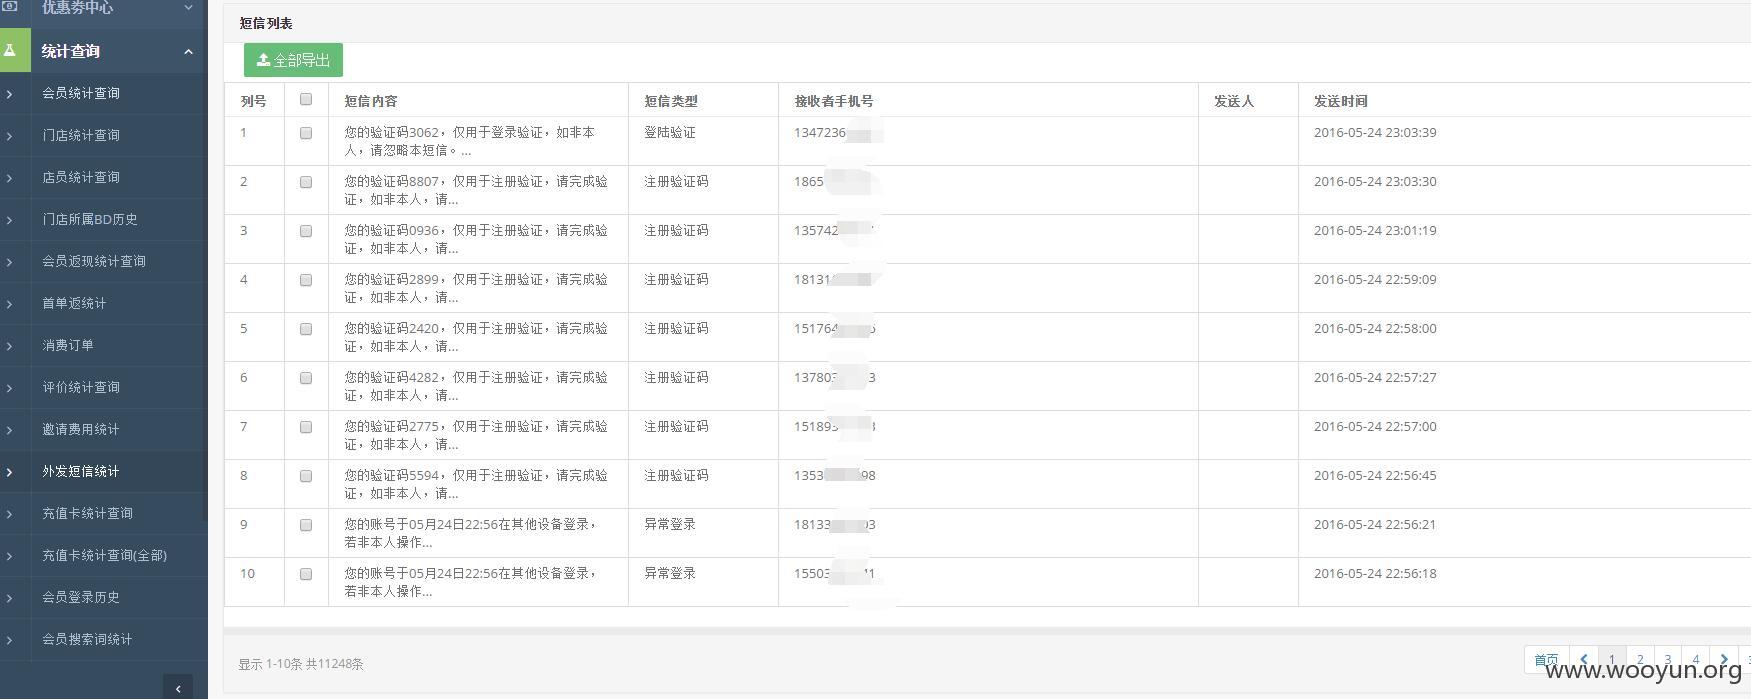 优惠劵中心
统计查询
会员统计查询
门店统计查询
店员统计查询
门店所属BD历史
会员返现统计查询
首单返统计
消费订单
评价统计查询
邀请费用统计
外发短信统计
充值卡统计查询
充值卡统计查询(全部)
会员登录历史
会员搜索词统计
短信列表
全部导出
列号 短信内容 短信类型 接收者手机号 发送人 发送时间
1 您的验证码3062，仅用于登录验证，如非本 登陆验证 1347236 2016-05-24 23:03:39
人，请忽略本短信。...
2 您的验证码8807，仅用于注册验证，请完成验 注册验证码 1865 2016-05-24 23:03:30
证，如非本人，请...
3 您的验证码0936，仅用于注册验证，请完成验 注册验证码 135742 2016-05-24 23:01:19
证，如非本人，请...
4 您的验证码2899，仅用于注册验证，请完成验 注册验证码 1813 2016-05-24 22:59:09
证，如非本人，请...
5 您的验证码2420，仅用于注册验证，请完成验 注册验证码 151764 2016-05-24 22:58:00
证，如非本人，请...
6 您的验证码4282，仅用于注册验证，请完成验 注册验证码 13780 3 2016-05-24 22:57:27
证，如非本人，请...
7 您的验证码2775，仅用于注册验证，请完成验 注册验证码 15189 2016-05-24 22:57:00
证，如非本人，请...
8 您的验证码5594，仅用于注册验证，请完成验 注册验证码 1353 98 2016-05-24 22:56:45
证，如非本人，请...
9 您的账号于05月24日22:56在其他设备登录， 异常登录 18133 3 2016-05-24 22:56:21
若非本人操作...
10 您的账号于05月24日22:56在其他设备登录， 异常登录 15503 1 2016-05-24 22:56:18
若非本人操作...
显示 1-10条 共11248条
首页 1 2 3 4
www.wooyun.org